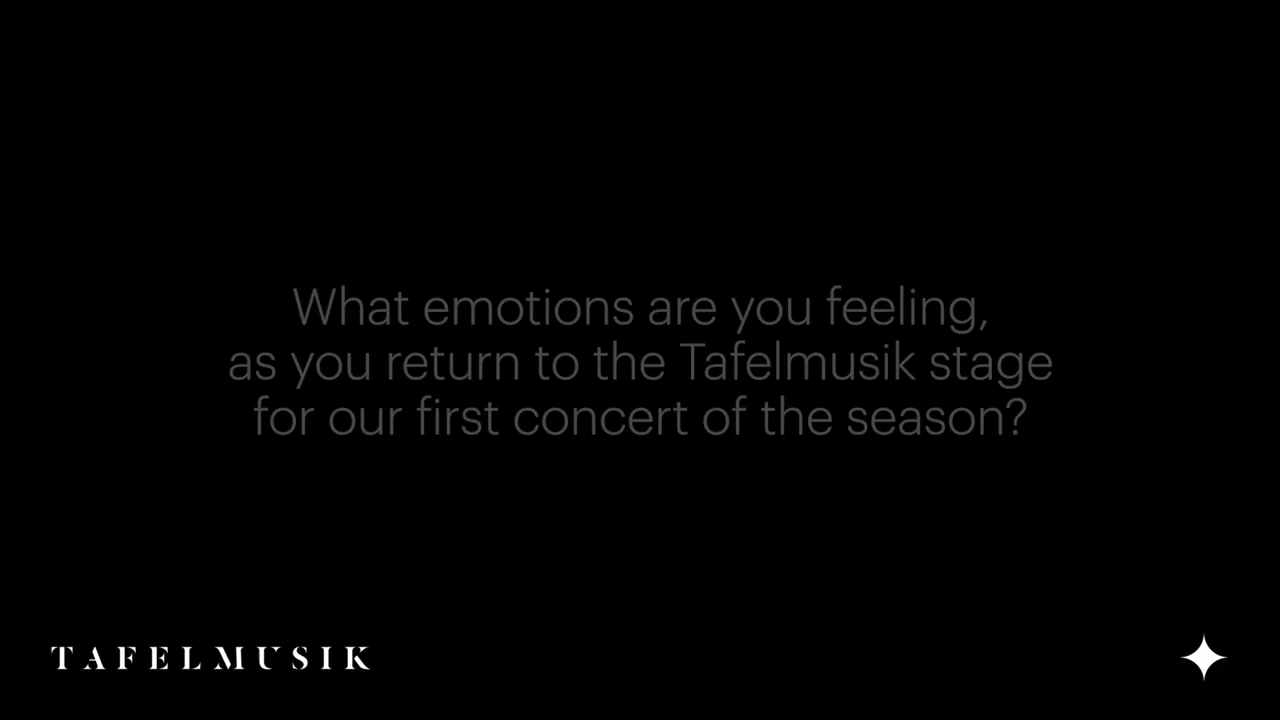 What emotions are you feeling,
as you return to the Tafelmusik stage
for our first concert of the season?
TAFELMUSIK